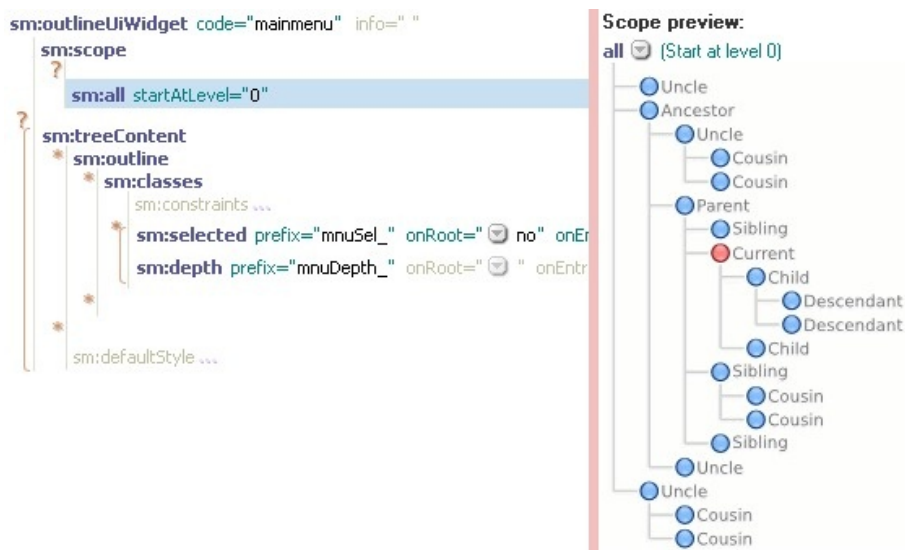 sm:outlineUiWidget code="mainmenu" info=" "
sm:scope
?
sm:all startAtLevel="0"
?
sm:treeContent
* sm:outline
* sm:classes
sm:constraints ...
* sm:selected prefix="mnuSel_" onRoot=" no" onEr
sm:depth prefix="mnuDepth_" onRoot=" " onEntr
*
*
sm:defaultStyle ...
Scope preview:
all (Start at level 0)
Uncle
Ancestor
Uncle
Cousin
Cousin
Parent
Sibling
Current
Child
Descendant
Descendant
Child
Sibling
Cousin
Cousin
Sibling
Uncle
Uncle
Cousin
Cousin